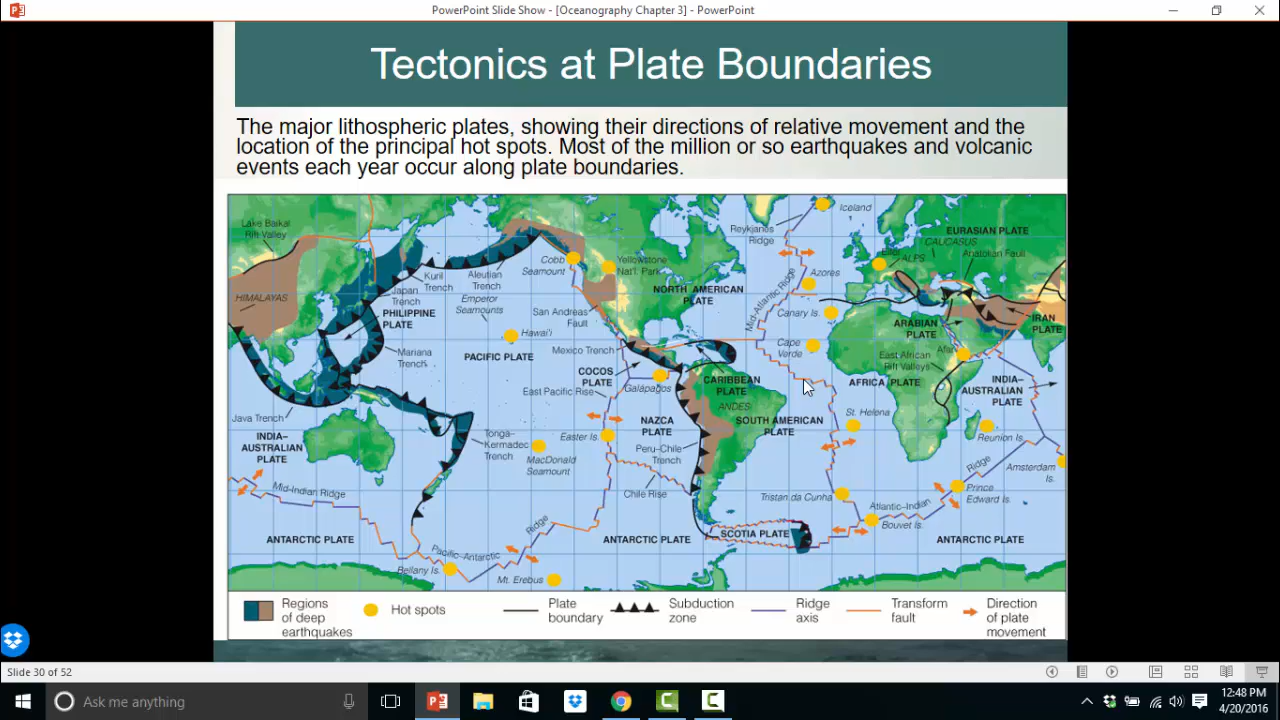 PowerPoint Slide Show - [Oceanography Chapter 3] - PowerPoint
Tectonics at Plate Boundaries
The major lithospheric plates, showing their directions of relative movement and the
location of the principal hot spots. Most of the million or so earthquakes and volcanic
events each year occur along plate boundaries.
Lake Baikal
Rift Valley
HIMALAYAS
Java Trench
INDIA–
AUSTRALIAN
PLATE
Mid-Indian Ridge
ANTARCTIC PLATE
Kuril
Trench
Japan
Trench
PHILIPPINE
PLATE
Mariana
Trench
Aleutian
Trench
Emperor
Seamounts
Cobb
Seamount
Yellowstone
Nat'l. Park
San Andreas
Fault
Hawai'i
PACIFIC PLATE
Mexico Trench
COCOS
PLATE
Galápagos
East Pacific Rise
Tonga–
Kermadec
Trench
MacDonald
Seamount
Easter Is.
NAZCA
PLATE
Peru–Chile
Trench
Chile Rise
Ridge
Pacific–Antarctic
Bellany Is.
Mt. Erebus
ANTARCTIC PLATE
NORTH AMERICAN
PLATE
CARIBBEAN
PLATE
ANDES
SOUTH AMERICAN
PLATE
SCOTIA PLATE
Iceland
Reykjanes
Ridge
Mid-Atlantic Ridge
Azores
Canary Is.
Cape
Verde
St. Helena
Tristan da Cunha
Bouvet Is.
Atlantic–Indian
Ridge
Prince
Edward Is.
Amsterdam
Is.
Reunion Is.
ANTARCTIC PLATE
EURASIAN PLATE
CAUCASUS
ALPS
Anatolian Fault
ARABIAN
PLATE
IRAN
PLATE
Afar
East African
Rift Valleys
AFRICA PLATE
INDIA–
AUSTRALIAN
PLATE
Regions
of deep
earthquakes
Hot spots
Plate
boundary
Subduction
zone
Ridge
axis
Transform
fault
Direction
of plate
movement
Slide 30 of 52
Ask me anything
12:48 PM
4/20/2016